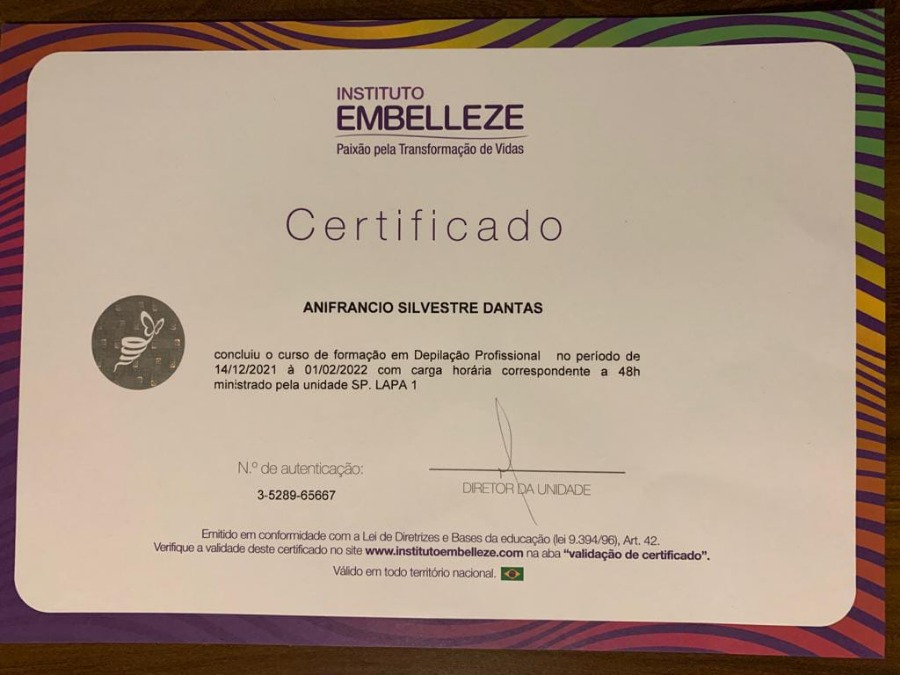 INSTITUTO
EMBELLEZE
Paixão pela Transformação de Vidas
Certificado
ANIFRANCIO SILVESTRE DANTAS
concluiu o curso de formação em Depilação Profissional no período de
14/12/2021 à 01/02/2022 com carga horária correspondente a 48h
ministrado pela unidade SP. LAPA 1
N.º de autenticação:
3-5289-65667
DIRETOR DA UNIDADE
Emitido em conformidade com a Lei de Diretrizes e Bases da educação (lei 9.394/96), Art. 42.
Verifique a validade deste certificado no site www.institutoembelleze.com na aba “validação de certificado”.
Válido em todo território nacional.